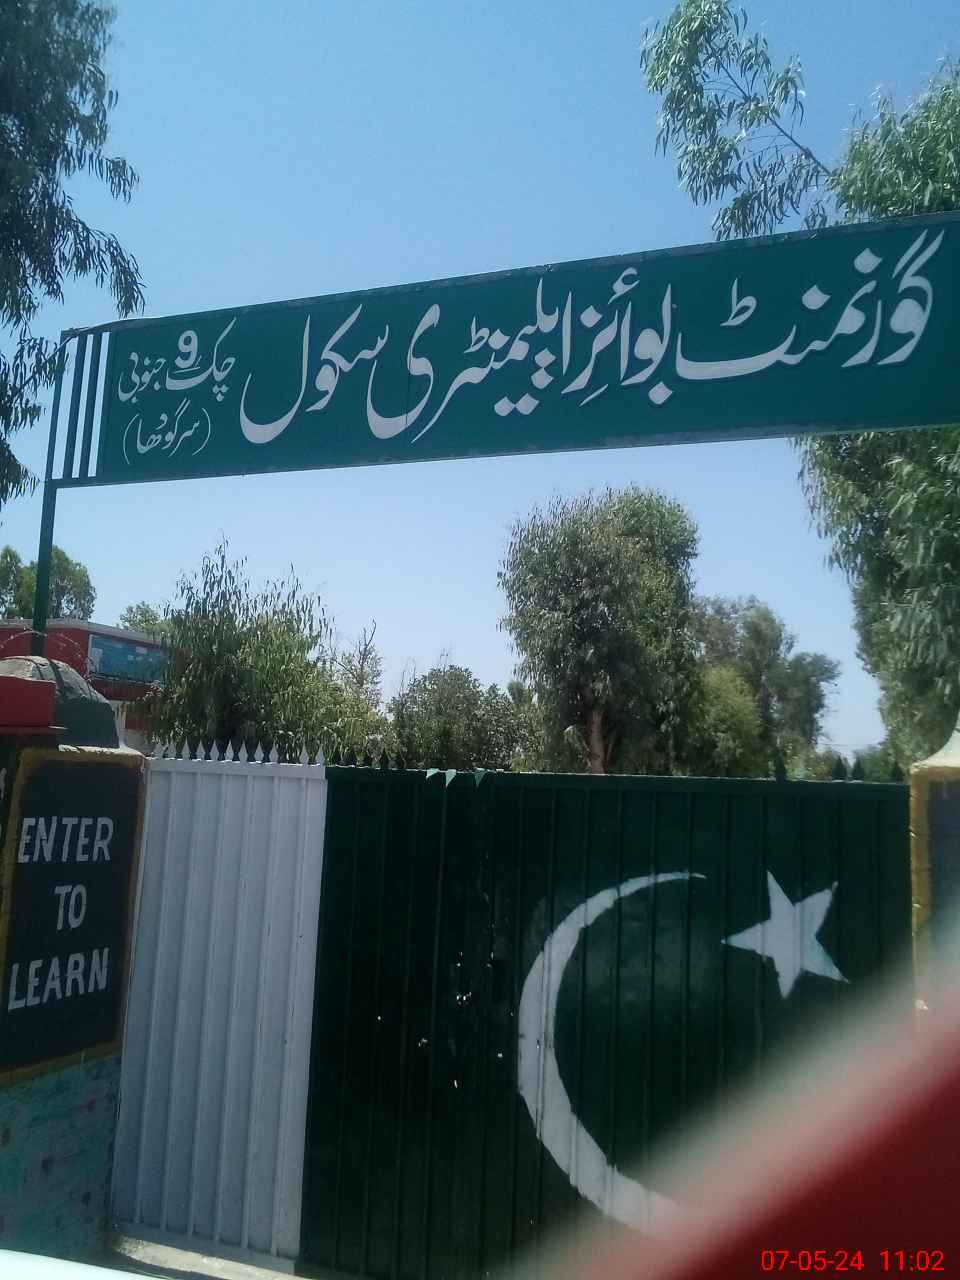 گورنمنٹ بوائز ایلیمنٹری سکول
چک 9 جنوبی
(سرگودھا)
ENTER
TO
LEARN
07-05-24 11:02